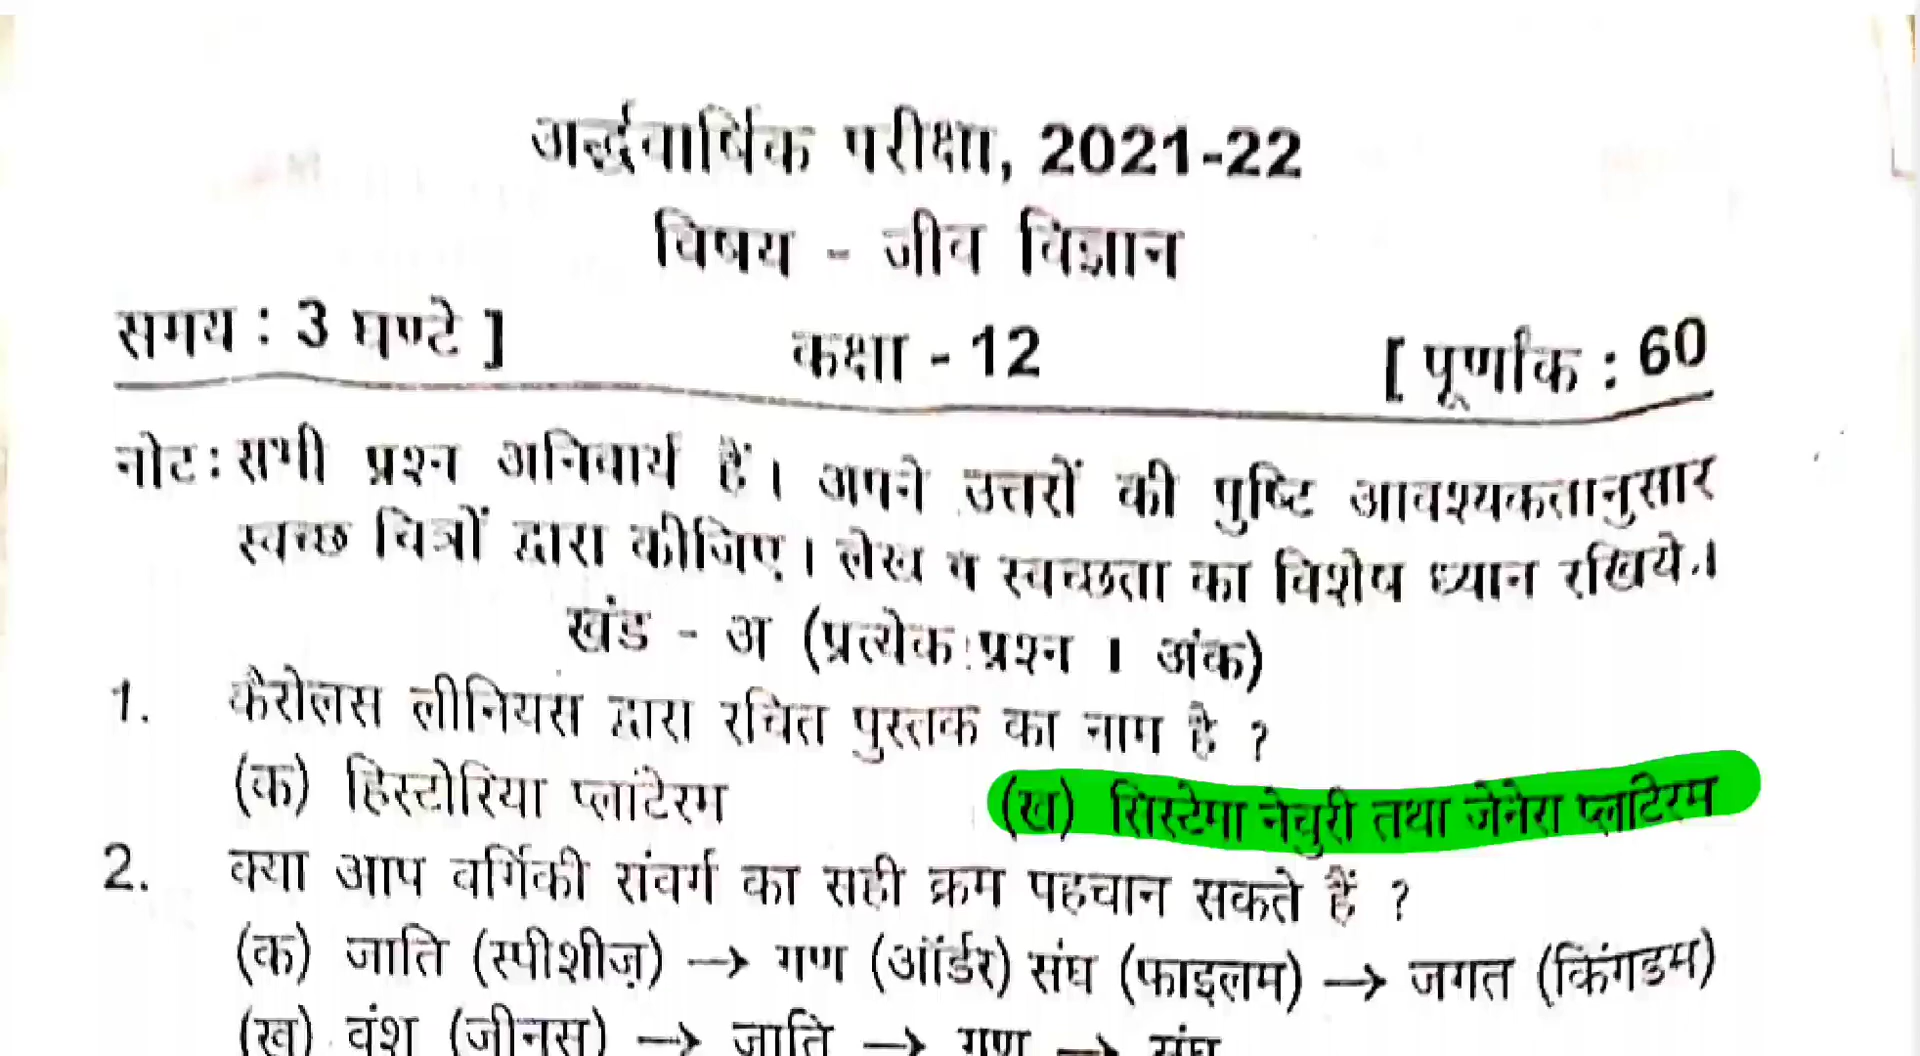 अर्द्धवार्षिक परीक्षा, 2021-22
विषय - जीव विज्ञान
समय : 3 घण्टे ] कक्षा - 12 [ पूर्णांक : 60
नोट: सभी प्रश्न अनिवार्य हैं। अपने उत्तरों की पुष्टि आवश्यकतानुसार
स्वच्छ चित्रों द्वारा कीजिए। लेख व स्वच्छता का विशेष ध्यान रखिये।
खंड - अ (प्रत्येक प्रश्न 1 अंक)
1. कैरोलस लीनियस द्वारा रचित पुस्तक का नाम है ?
(क) हिस्टोरिया प्लांटेरम (ख) सिस्टेमा नेचुरी तथा जेनेरा प्लांटेरम
2. क्या आप वर्गिकी संवर्ग का सही क्रम पहचान सकते हैं ?
(क) जाति (स्पीशीज़) → गण (ऑर्डर) संघ (फाइलम) → जगत (किंगडम)
(ख) वंश (जीनस) → जाति → गण → संघ